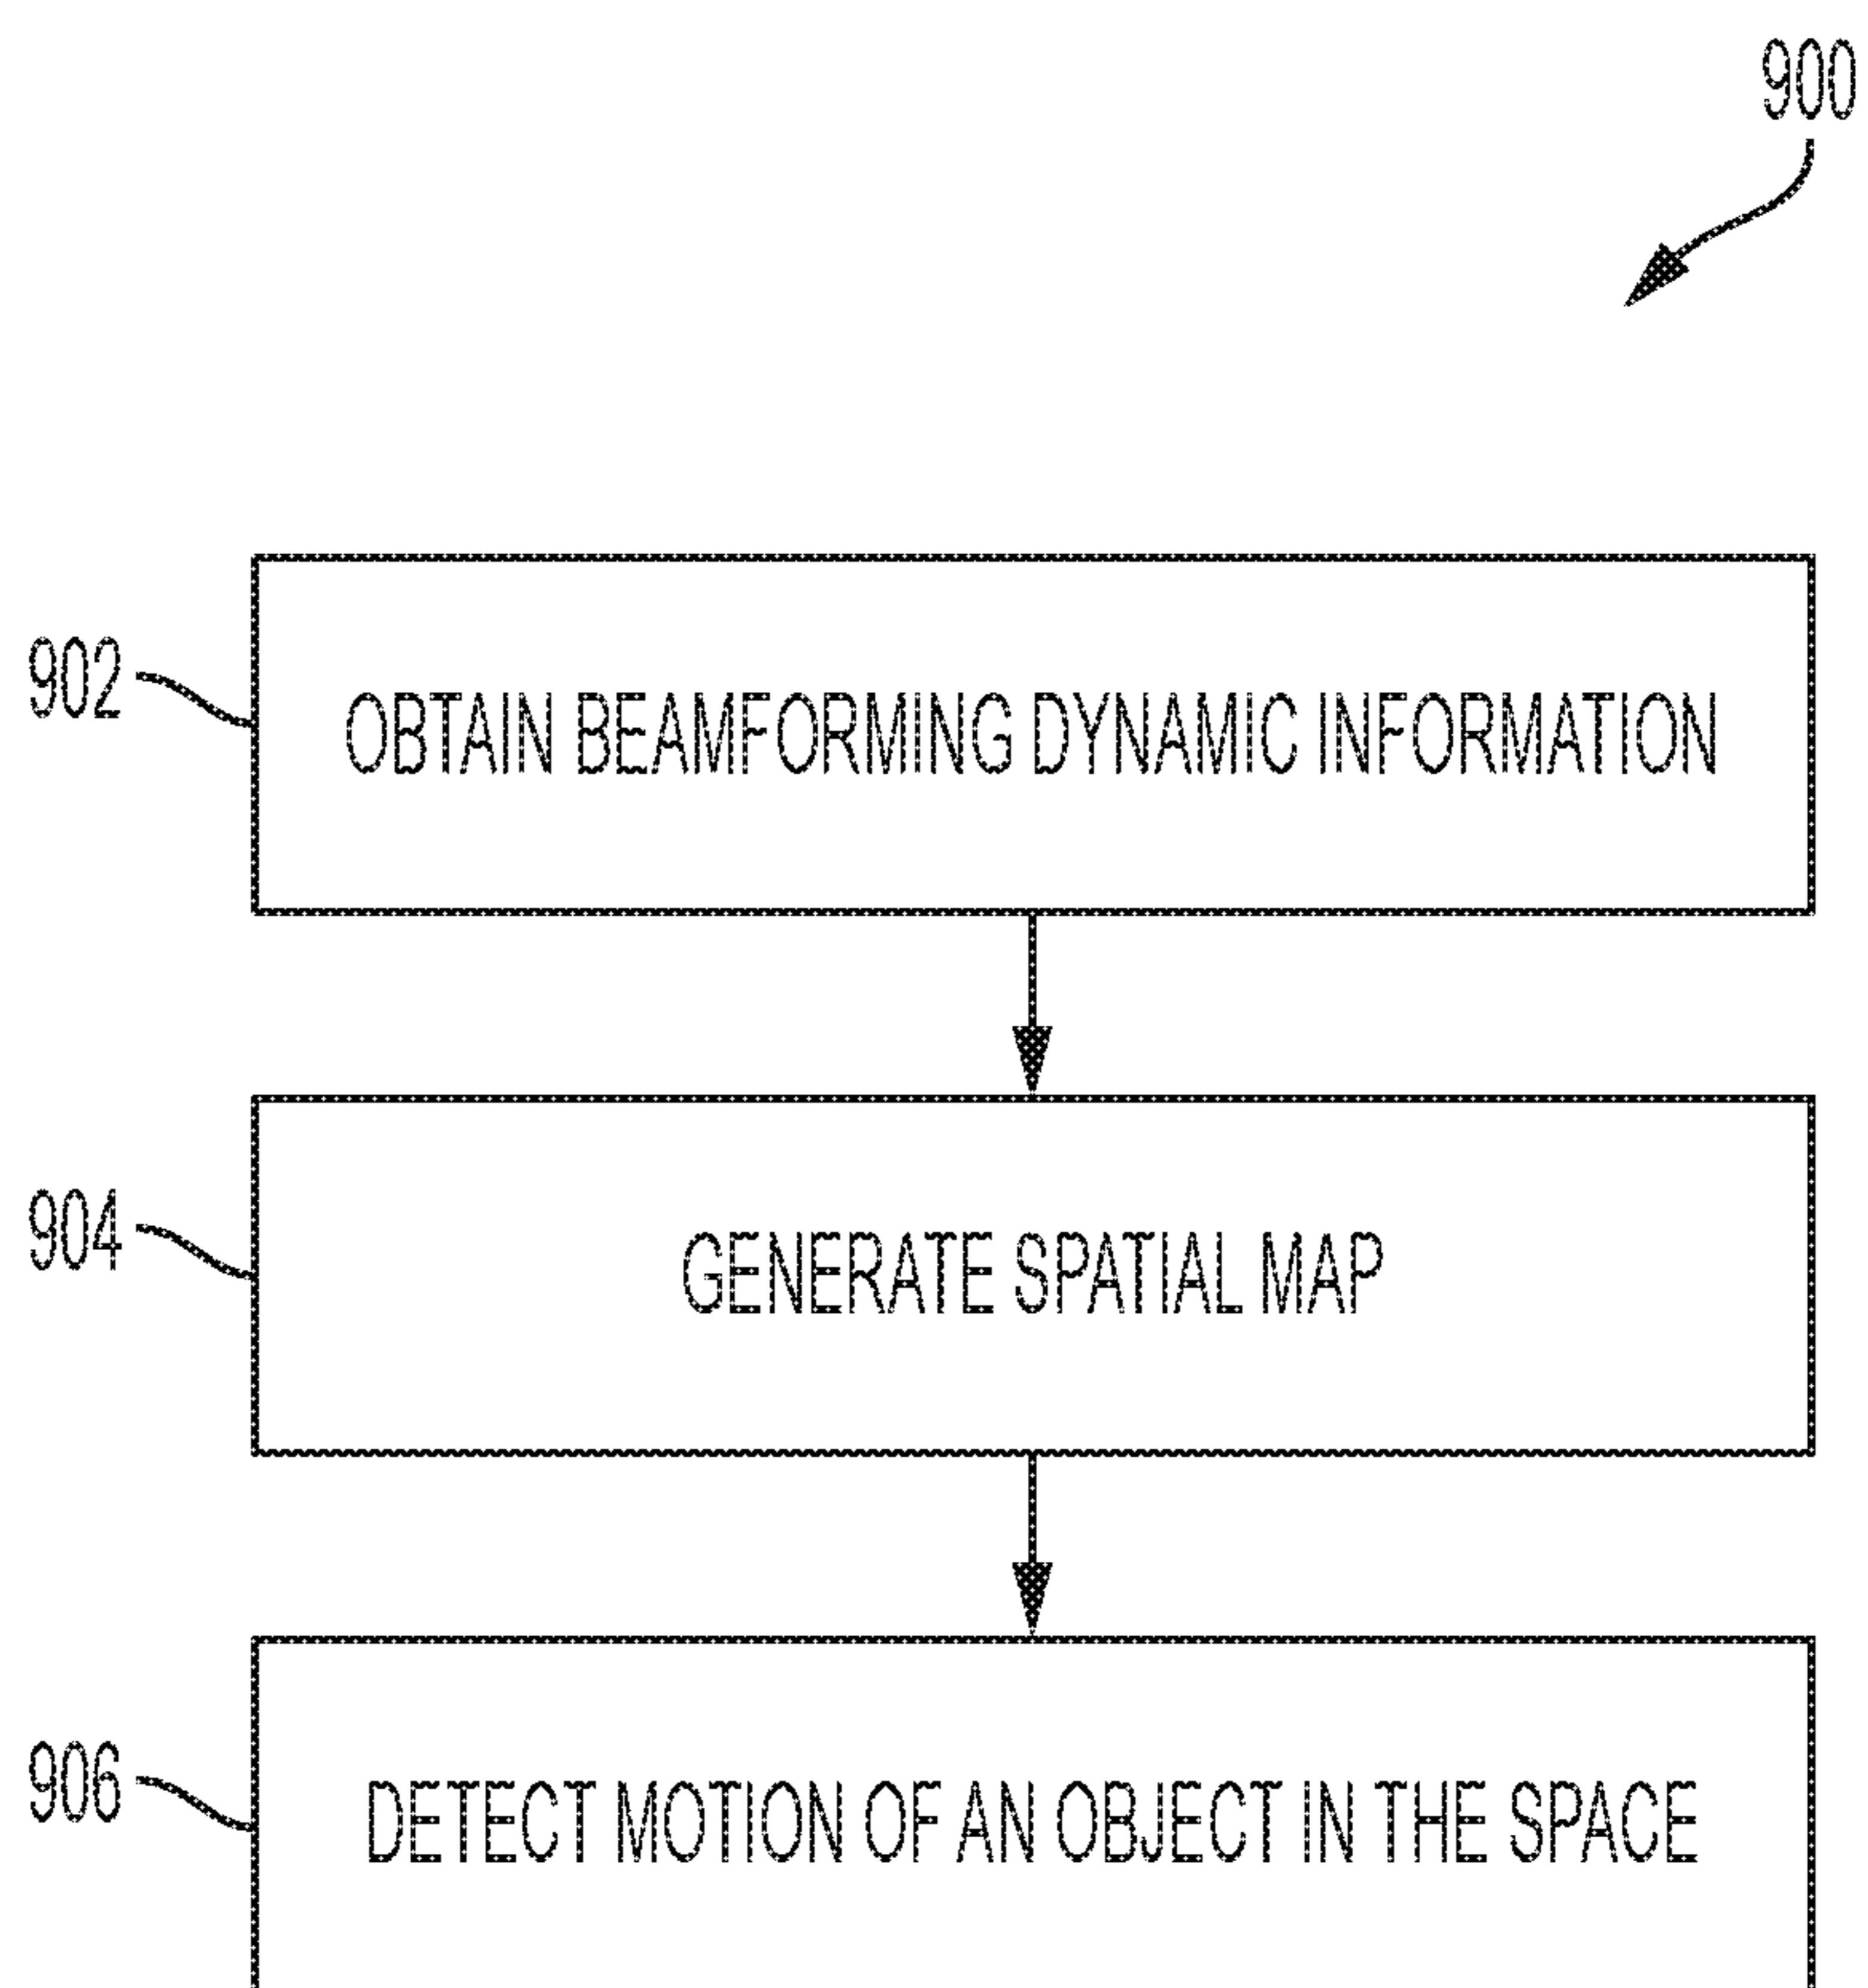 900
902
OBTAIN BEAMFORMING DYNAMIC INFORMATION
904
GENERATE SPATIAL MAP
906
DETECT MOTION OF AN OBJECT IN THE SPACE